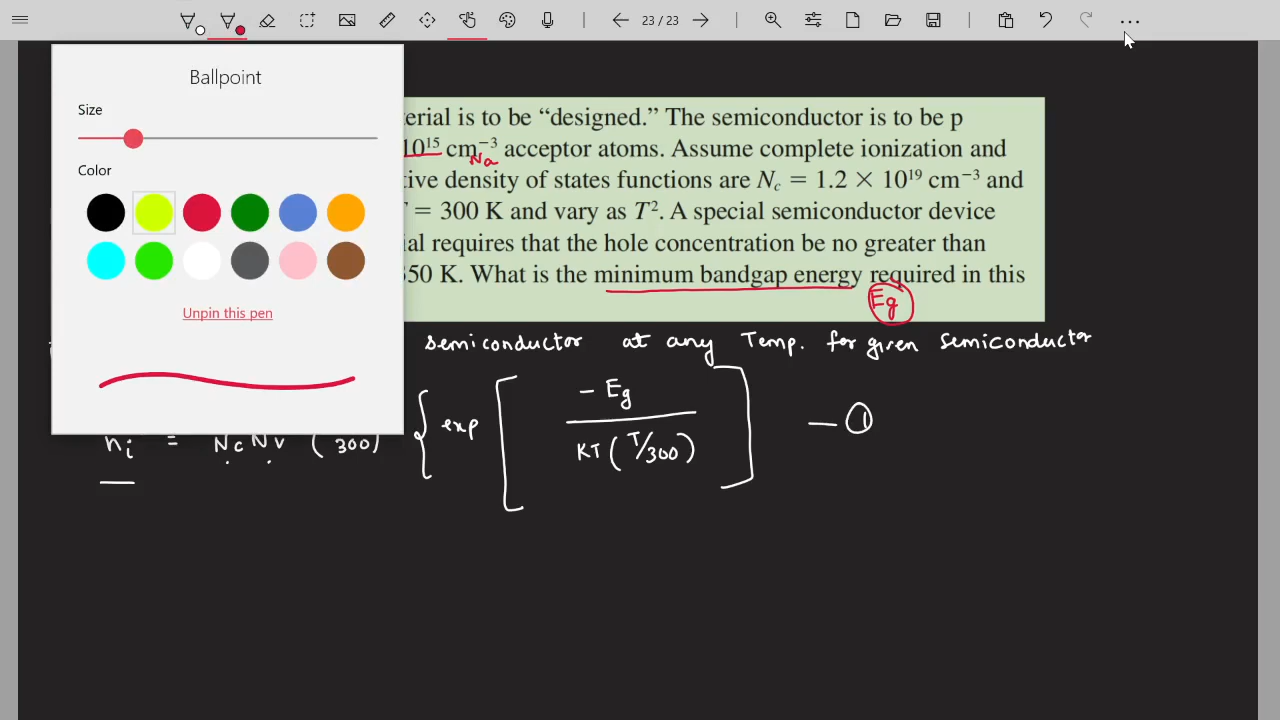 23 / 23
Ballpoint
Size
Color
Unpin this pen
erial is to be “designed.” The semiconductor is to be p
10¹⁵ cm⁻³ acceptor atoms. Assume complete ionization and
Na
tive density of states functions are Nc = 1.2 × 10¹⁹ cm⁻³ and
= 300 K and vary as T². A special semiconductor device
ial requires that the hole concentration be no greater than
350 K. What is the minimum bandgap energy required in this
Eg
semiconductor at any Temp. for given semiconductor
ni = Nc Nv ( 300) { exp [ - Eg / KT ( T/300 ) ] — ①